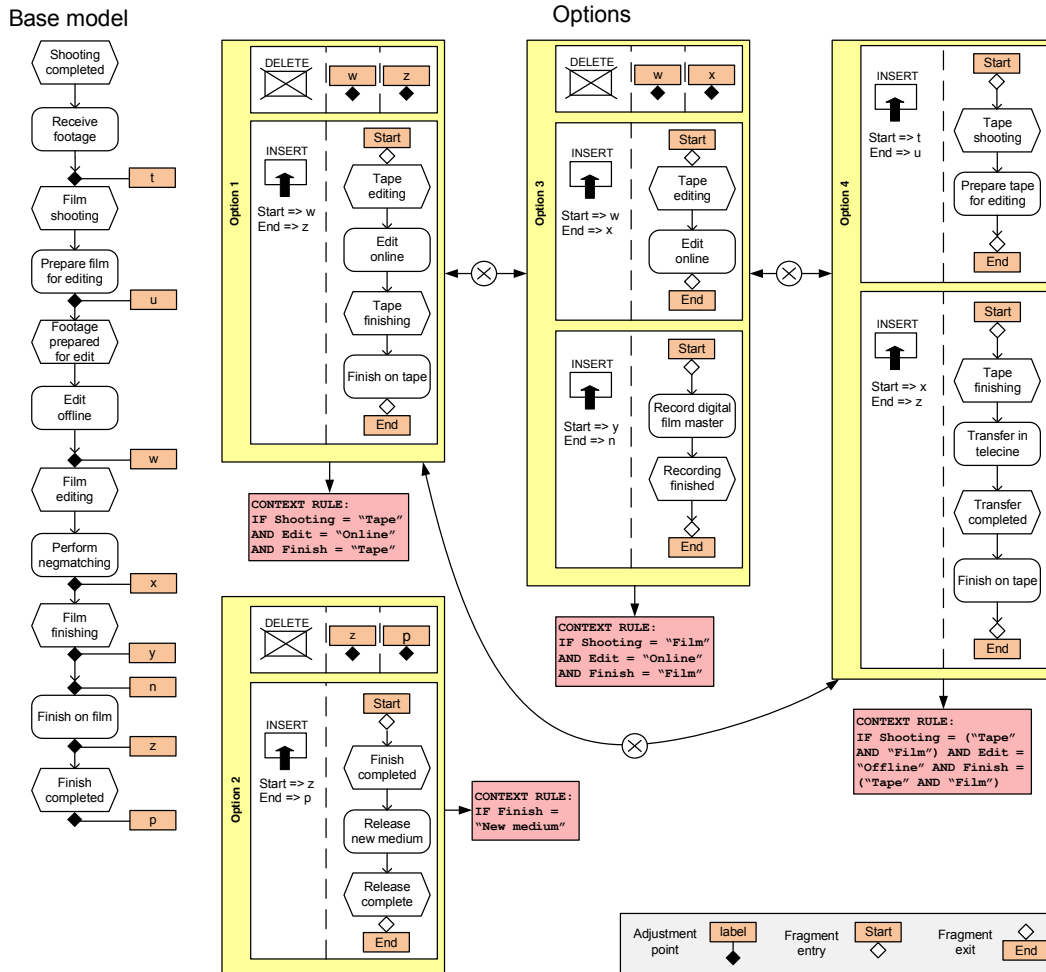 Base model
Options
Shooting
completed
Receive
footage
t
Film
shooting
Prepare film
for editing
u
Footage
prepared
for edit
Edit
offline
w
Film
editing
Perform
negmatching
x
Film
finishing
y
n
Finish on film
z
Finish
completed
p
Option 1
DELETE
w
z
INSERT
Start => w
End => z
Start
Tape
editing
Edit
online
Tape
finishing
Finish on tape
End
CONTEXT RULE:
IF Shooting = “Tape”
AND Edit = “Online”
AND Finish = “Tape”
Option 2
DELETE
z
p
INSERT
Start => z
End => p
Start
Finish
completed
Release
new medium
Release
complete
End
CONTEXT RULE:
IF Finish =
“New medium”
Option 3
DELETE
w
x
INSERT
Start => w
End => x
Start
Tape
editing
Edit
online
End
INSERT
Start => y
End => n
Start
Record digital
film master
Recording
finished
End
CONTEXT RULE:
IF Shooting = “Film”
AND Edit = “Online”
AND Finish = “Film”
Option 4
INSERT
Start => t
End => u
Start
Tape
shooting
Prepare tape
for editing
End
INSERT
Start => x
End => z
Start
Tape
finishing
Transfer in
telecine
Transfer
completed
Finish on tape
End
CONTEXT RULE:
IF Shooting = (“Tape”
AND “Film”) AND Edit =
“Offline” AND Finish =
(“Tape” AND “Film”)
Adjustment
point
label
Fragment
entry
Start
Fragment
exit
End